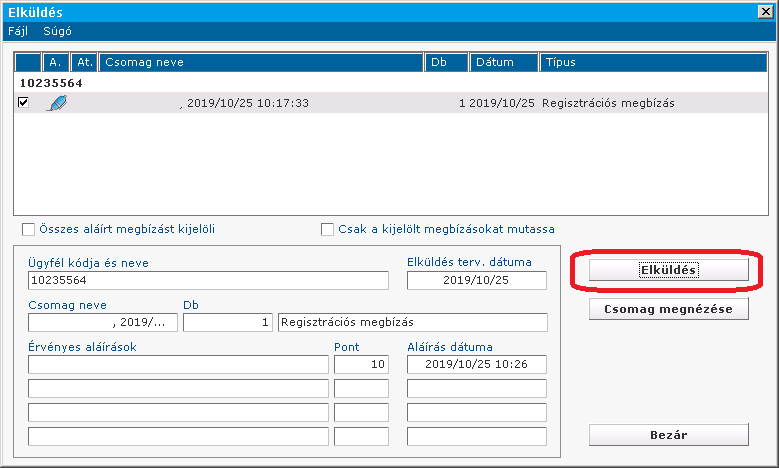 Elküldés
Fájl Súgó
A. At. Csomag neve Db Dátum Típus
10235564
, 2019/10/25 10:17:33 1 2019/10/25 Regisztrációs megbízás
Összes aláírt megbízást kijelöli Csak a kijelölt megbízásokat mutassa
Ügyfél kódja és neve Elküldés terv. dátuma
10235564 2019/10/25
Elküldés
Csomag neve Db
Csomag megnézése
, 2019/... 1 Regisztrációs megbízás
Érvényes aláírások Pont Aláírás dátuma
10 2019/10/25 10:26
Bezár